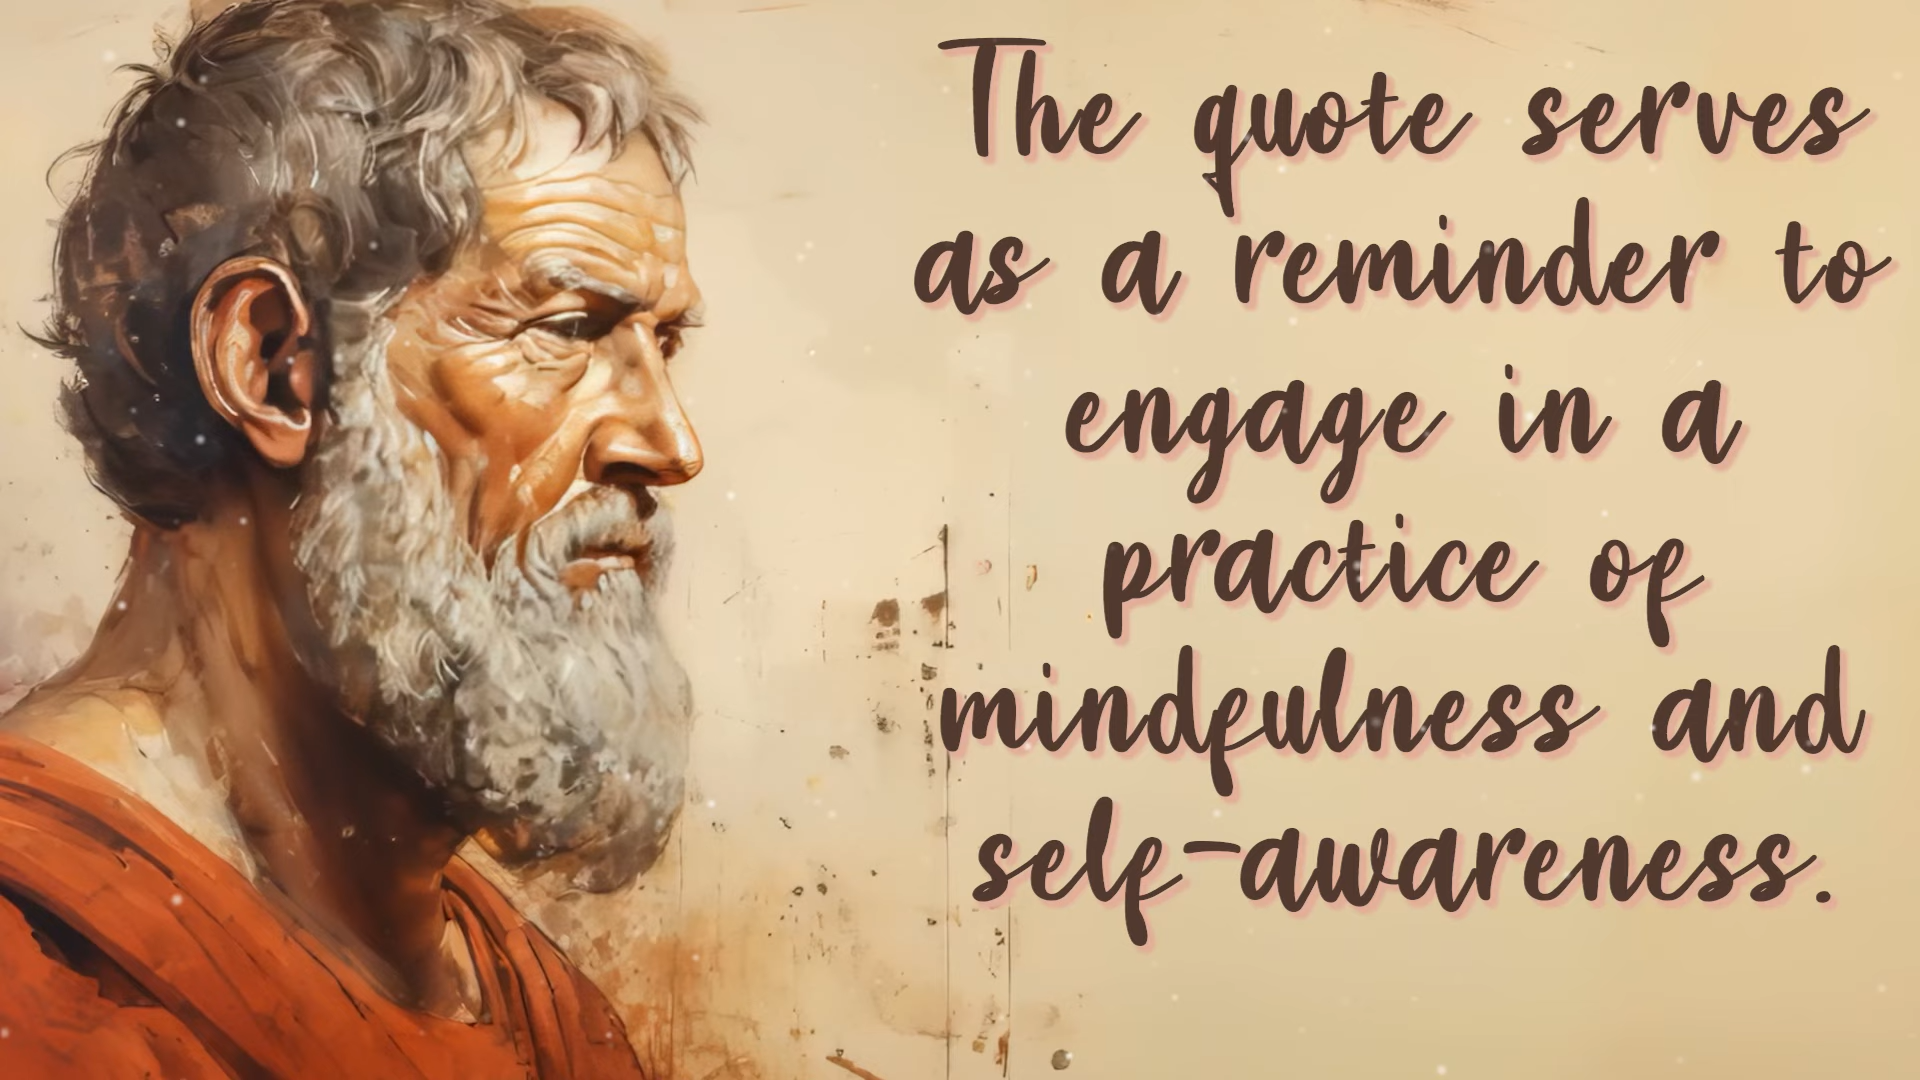 The quote serves
as a reminder to
engage in a
practice of
mindfulness and
self-awareness.